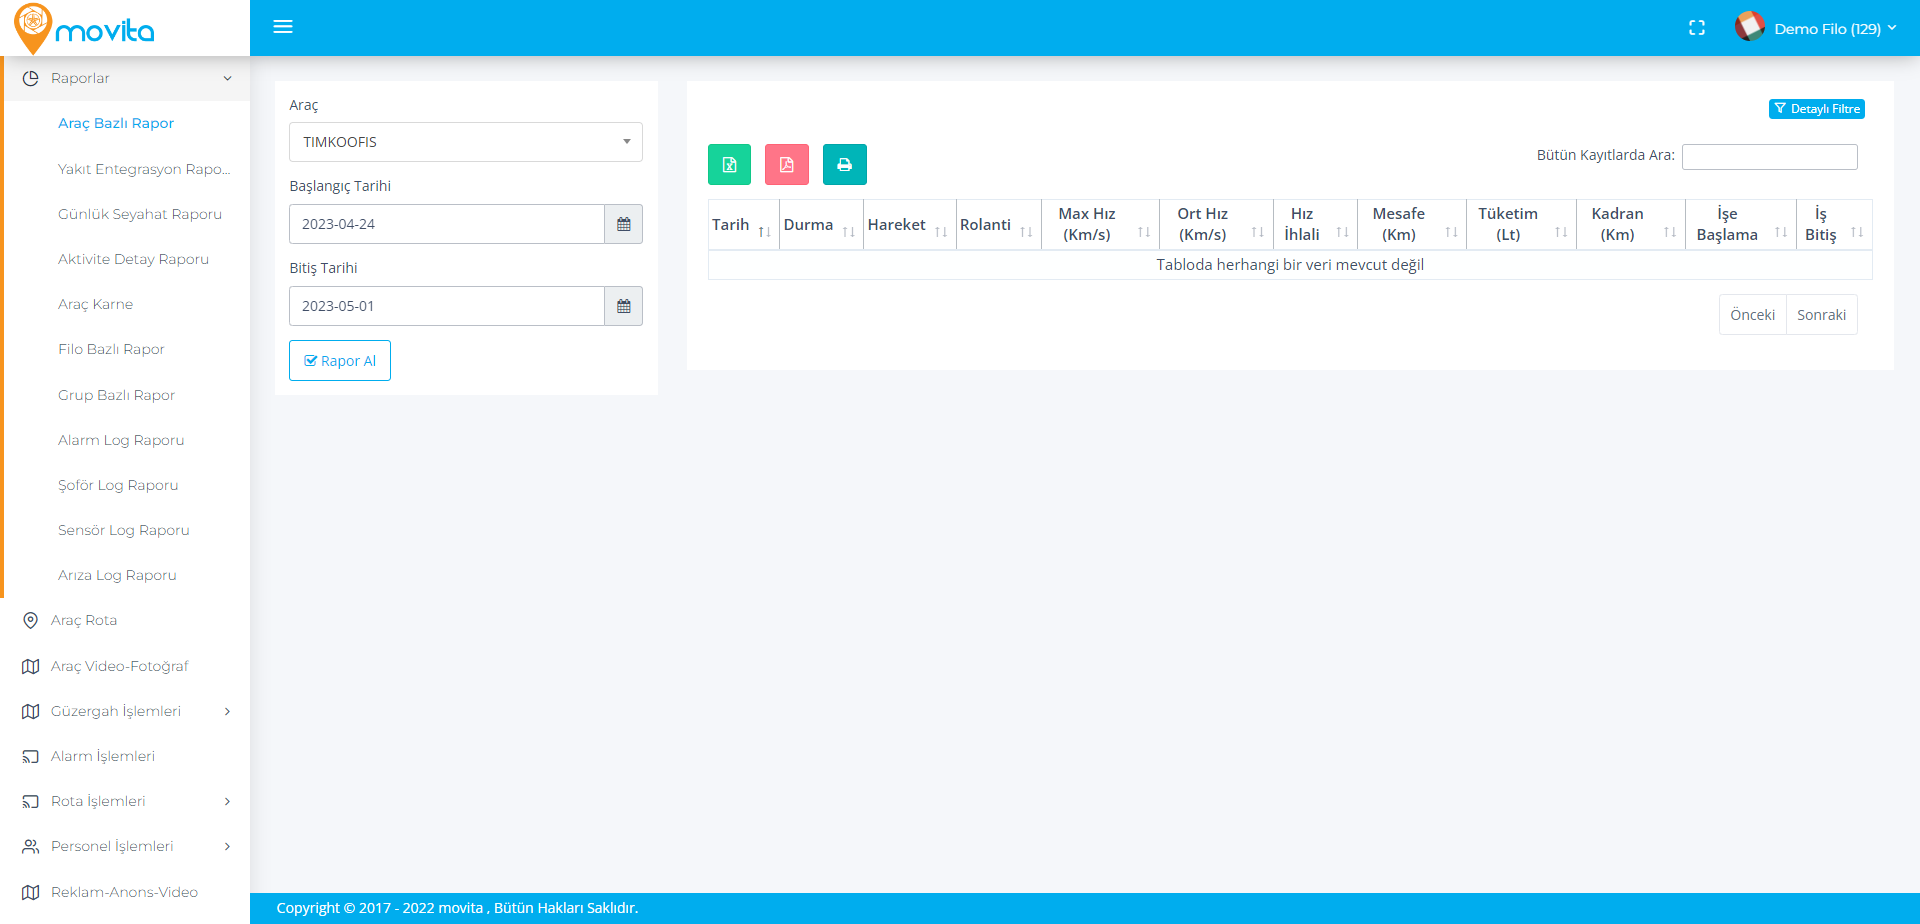 movita
Demo Filo (129)
Raporlar
Araç Bazlı Rapor
Yakıt Entegrasyon Rapo...
Günlük Seyahat Raporu
Aktivite Detay Raporu
Araç Karne
Filo Bazlı Rapor
Grup Bazlı Rapor
Alarm Log Raporu
Şoför Log Raporu
Sensör Log Raporu
Arıza Log Raporu
Araç Rota
Araç Video-Fotoğraf
Güzergah İşlemleri
Alarm İşlemleri
Rota İşlemleri
Personel İşlemleri
Reklam-Anons-Video
Araç
TIMKOOFIS
Başlangıç Tarihi
2023-04-24
Bitiş Tarihi
2023-05-01
Rapor Al
Detaylı Filtre
Bütün Kayıtlarda Ara:
Tarih Durma Hareket Rolanti Max Hız (Km/s) Ort Hız (Km/s) Hız İhlali Mesafe (Km) Tüketim (Lt) Kadran (Km) İşe Başlama İş Bitiş
Tabloda herhangi bir veri mevcut değil
Önceki Sonraki
Copyright © 2017 - 2022 movita , Bütün Hakları Saklıdır.